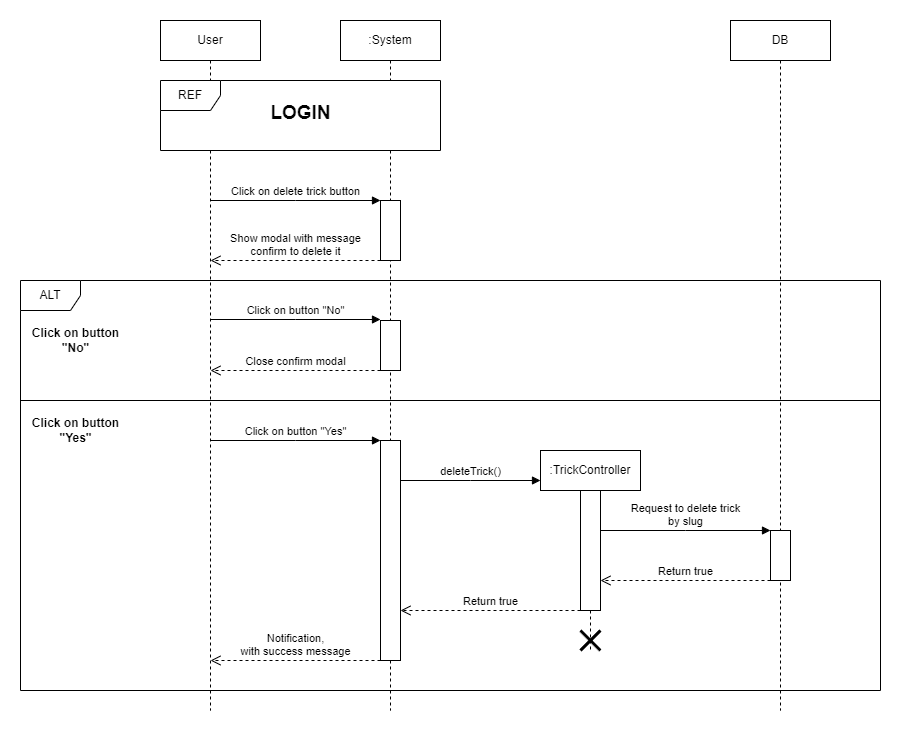 User
:System
DB
REF
LOGIN
Click on delete trick button
Show modal with message
confirm to delete it
ALT
Click on button "No"
Click on button
"No"
Close confirm modal
Click on button
"Yes"
Click on button "Yes"
deleteTrick()
:TrickController
Request to delete trick
by slug
Return true
Return true
Notification,
with success message